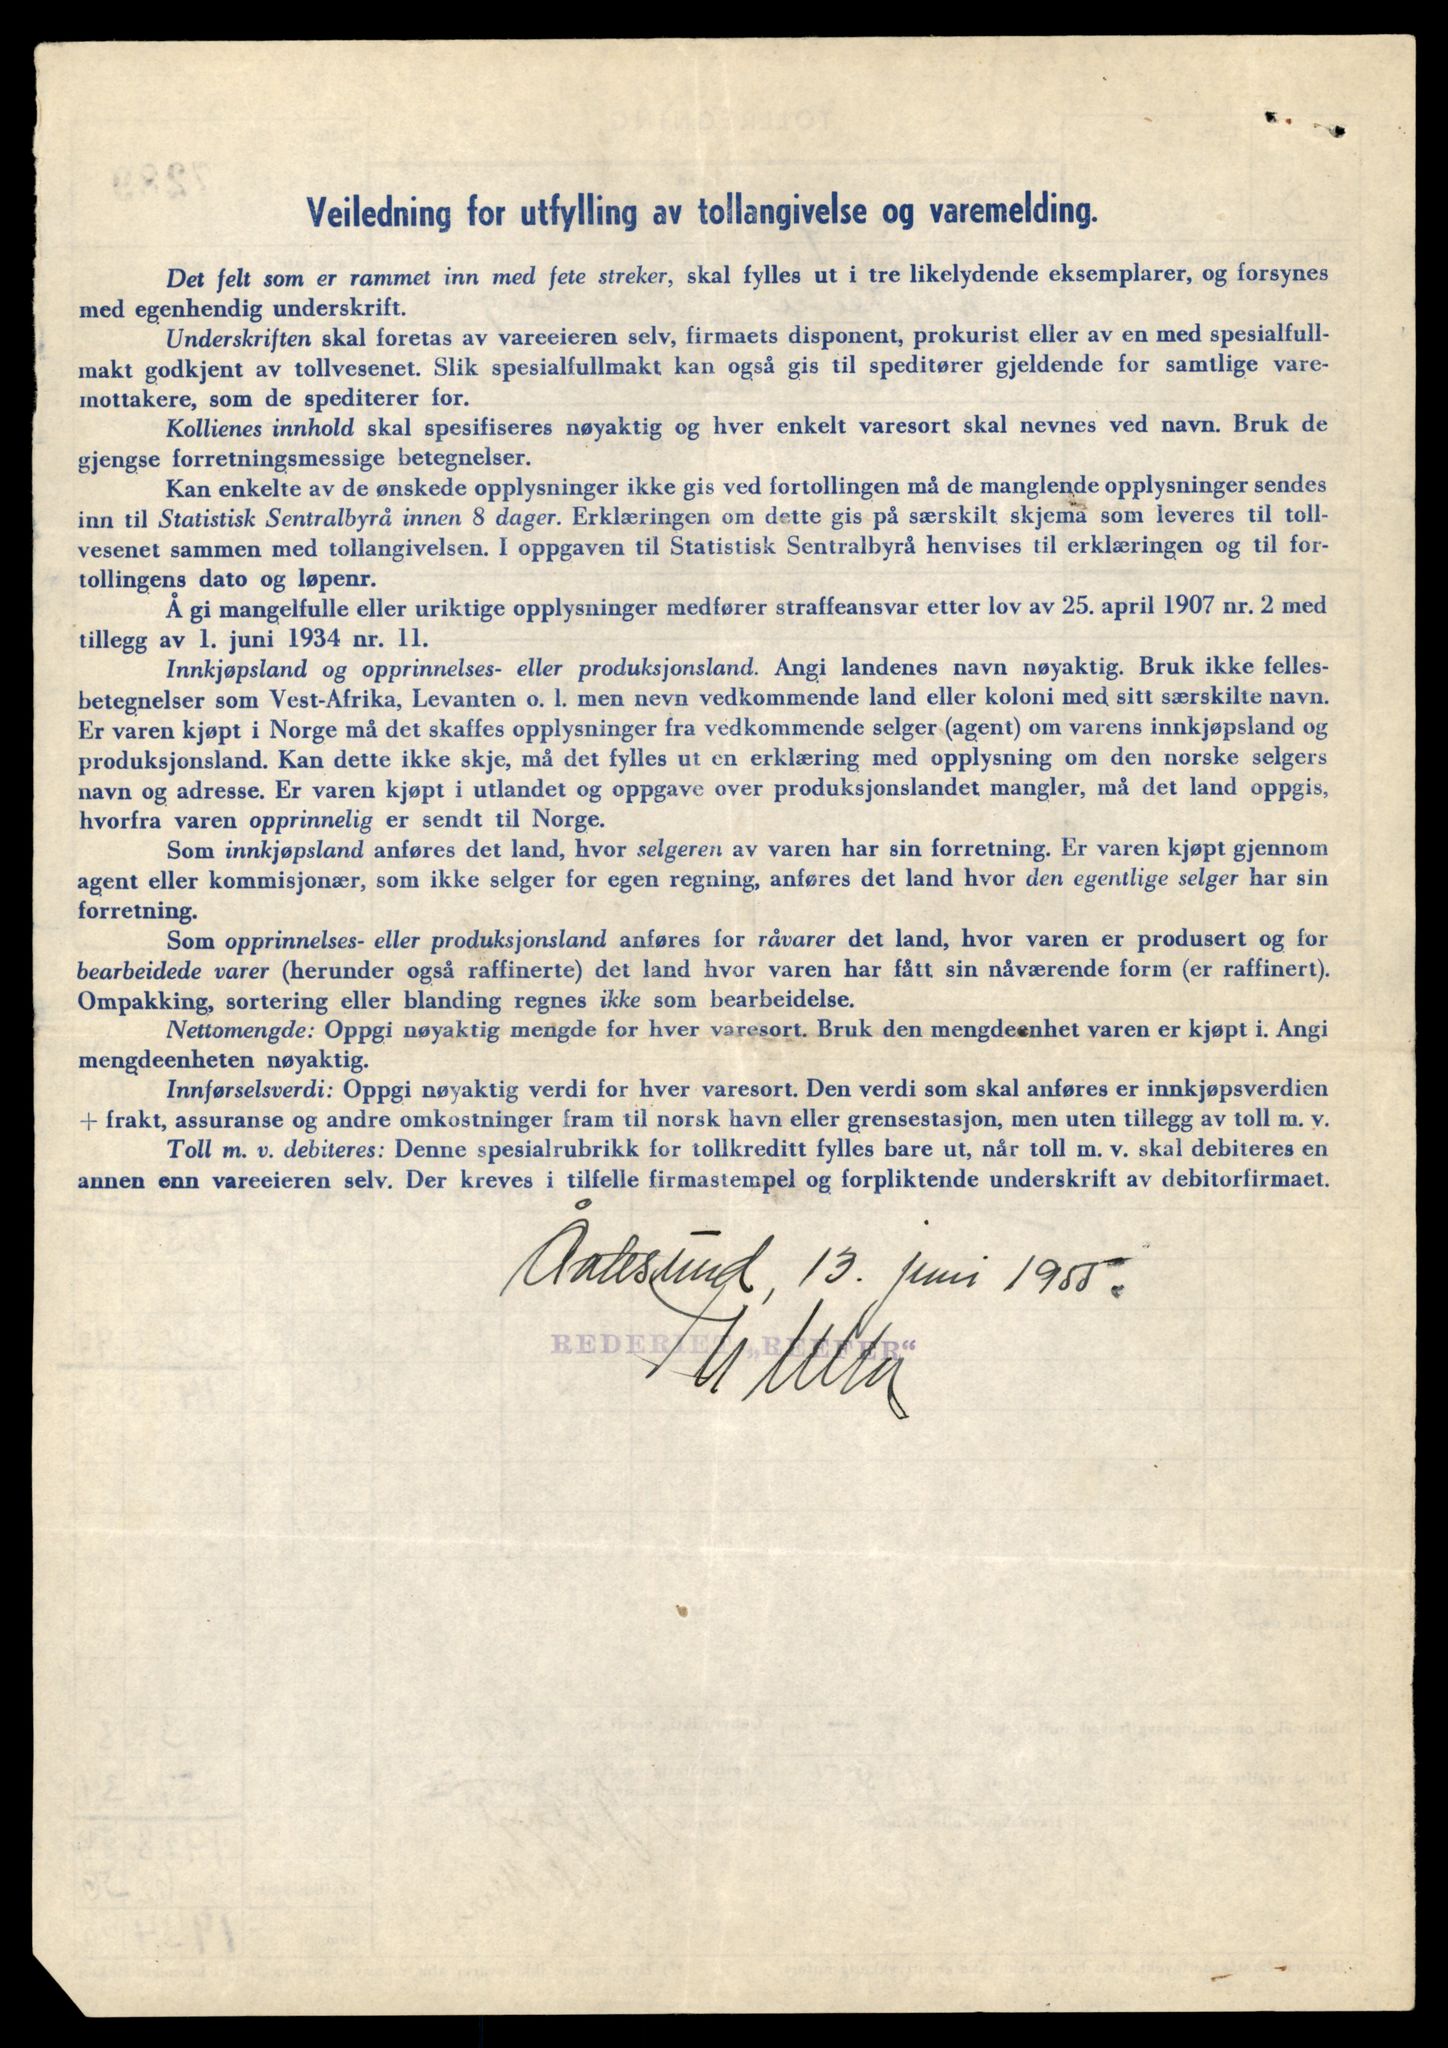 Veiledning for utfylling av tollangivelse og varemelding.
Det felt som er rammet inn med fete streker, skal fylles ut i tre likelydende eksemplarer, og forsynes
med egenhendig underskrift.
Underskriften skal foretas av vareeieren selv, firmaets disponent, prokurist eller av en med spesialfull-
makt godkjent av tollvesenet. Slik spesialfullmakt kan også gis til speditører gjeldende for samtlige vare-
mottakere, som de spediterer for.
Kollienes innhold skal spesifiseres nøyaktig og hver enkelt varesort skal nevnes ved navn. Bruk de
gjengse forretningsmessige betegnelser.
Kan enkelte av de ønskede opplysninger ikke gis ved fortollingen må de manglende opplysninger sendes
inn til Statistisk Sentralbyrå innen 8 dager. Erklæringen om dette gis på særskilt skjema som leveres til toll-
vesenet sammen med tollangivelsen. I oppgaven til Statistisk Sentralbyrå henvises til erklæringen og til for-
tollingens dato og løpenr.
Å gi mangelfulle eller uriktige opplysninger medfører straffeansvar etter lov av 25. april 1907 nr. 2 med
tillegg av 1. juni 1934 nr. 11.
Innkjøpsland og opprinnelses- eller produksjonsland. Angi landenes navn nøyaktig. Bruk ikke felles-
betegnelser som Vest-Afrika, Levanten o. l. men nevn vedkommende land eller koloni med sitt særskilte navn.
Er varen kjøpt i Norge må det skaffes opplysninger fra vedkommende selger (agent) om varens innkjøpsland og
produksjonsland. Kan dette ikke skje, må det fylles ut en erklæring med opplysning om den norske selgers
navn og adresse. Er varen kjøpt i utlandet og oppgave over produksjonslandet mangler, må det land oppgis,
hvorfra varen opprinnelig er sendt til Norge.
Som innkjøpsland anføres det land, hvor selgeren av varen har sin forretning. Er varen kjøpt gjennom
agent eller kommisjonær, som ikke selger for egen regning, anføres det land hvor den egentlige selger har sin
forretning.
Som opprinnelses- eller produksjonsland anføres for råvarer det land, hvor varen er produsert og for
bearbeidede varer (herunder også raffinerte) det land hvor varen har fått sin nåværende form (er raffinert).
Ompakking, sortering eller blanding regnes ikke som bearbeidelse.
Nettomengde: Oppgi nøyaktig mengde for hver varesort. Bruk den mengdeenhet varen er kjøpt i. Angi
mengdeenheten nøyaktig.
Innførselsverdi: Oppgi nøyaktig verdi for hver varesort. Den verdi som skal anføres er innkjøpsverdien
+ frakt, assuranse og andre omkostninger fram til norsk havn eller grensestasjon, men uten tillegg av toll m. v.
Toll m. v. debiteres: Denne spesialrubrikk for tollkreditt fylles bare ut, når toll m. v. skal debiteres en
annen enn vareeieren selv. Der kreves i tilfelle firmastempel og forpliktende underskrift av debitorfirmaet.
Ålesund, 13. juni 1955.
REDERIET „REEFER"